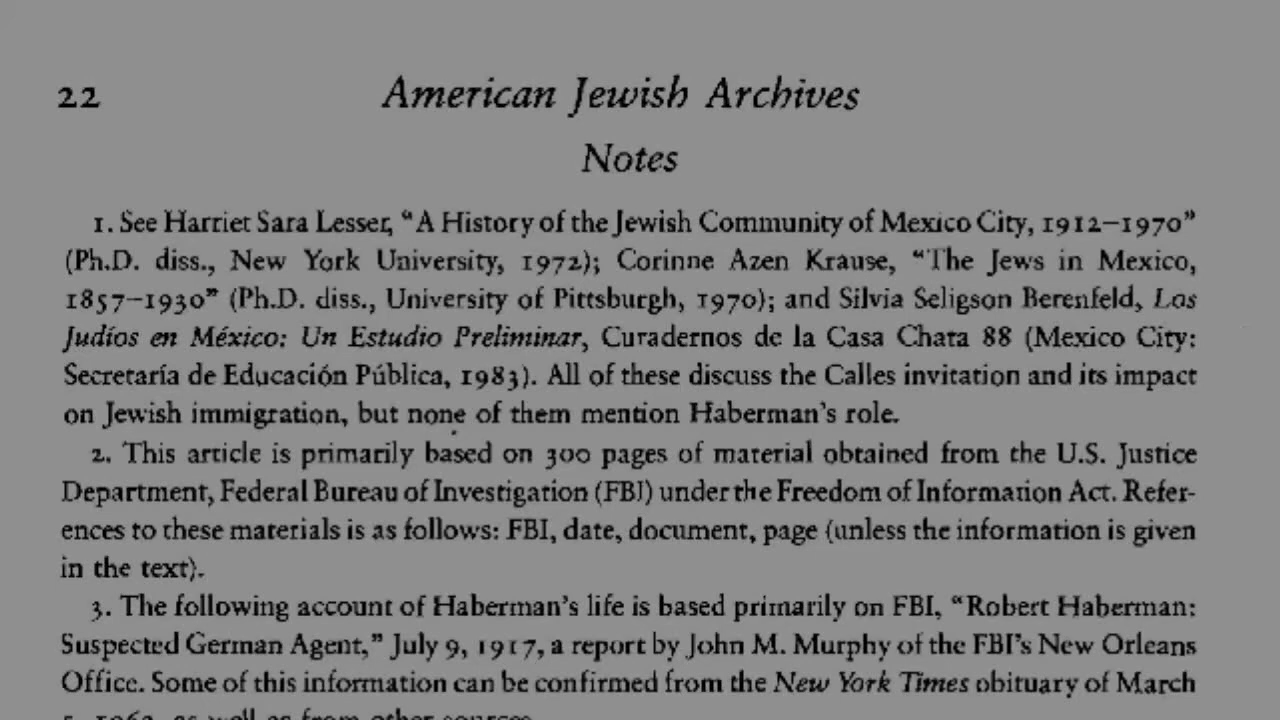 22
American Jewish Archives
Notes
1. See Harriet Sara Lesser, "A History of the Jewish Community of Mexico City, 1912–1970"
(Ph.D. diss., New York University, 1972); Corinne Azen Krause, "The Jews in Mexico,
1857–1930" (Ph.D. diss., University of Pittsburgh, 1970); and Silvia Seligson Berenfeld, Los
Judíos en México: Un Estudio Preliminar, Curadernos de la Casa Chata 88 (Mexico City:
Secretaría de Educación Pública, 1983). All of these discuss the Calles invitation and its impact
on Jewish immigration, but none of them mention Haberman's role.
2. This article is primarily based on 300 pages of material obtained from the U.S. Justice
Department, Federal Bureau of Investigation (FBI) under the Freedom of Information Act. Refer-
ences to these materials is as follows: FBI, date, document, page (unless the information is given
in the text).
3. The following account of Haberman's life is based primarily on FBI, "Robert Haberman:
Suspected German Agent," July 9, 1917, a report by John M. Murphy of the FBI's New Orleans
Office. Some of this information can be confirmed from the New York Times obituary of March
as well as from other sources